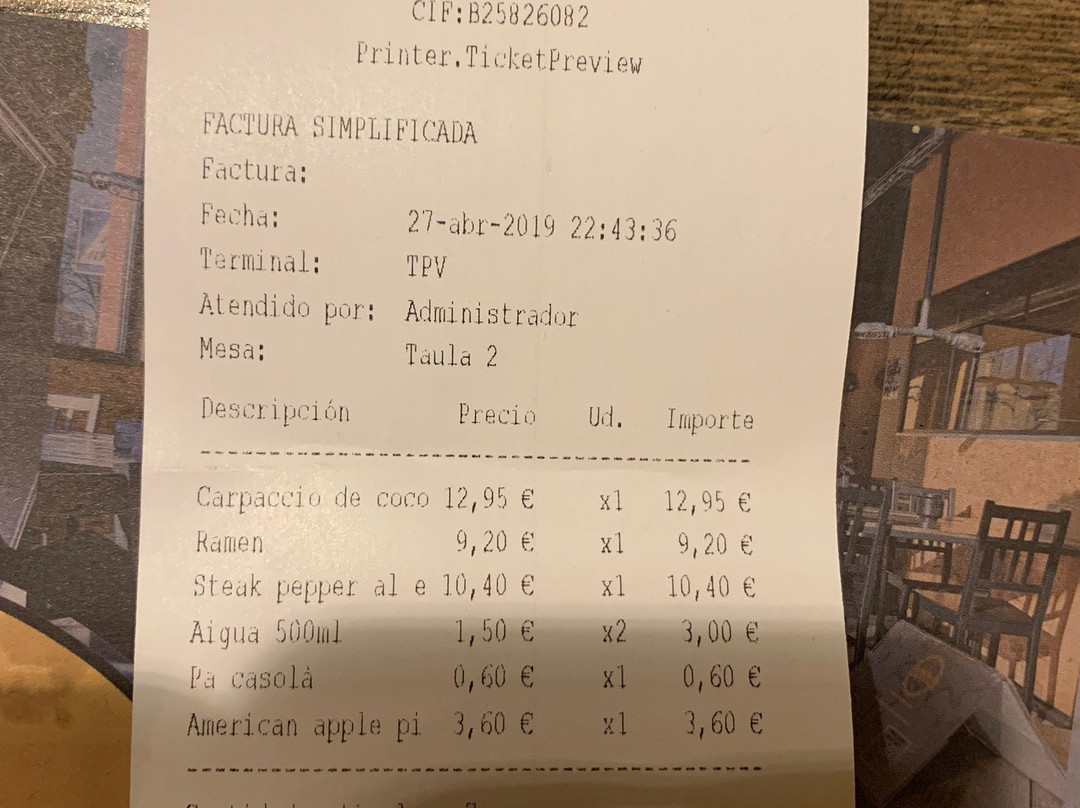 CIF:B25826082
Printer.TicketPreview
FACTURA SIMPLIFICADA
Factura:
Fecha: 27-abr-2019 22:43:36
Terminal: TPV
Atendido por: Administrador
Mesa: Taula 2
Descripción Precio Ud. Importe
Carpaccio de coco 12,95 € x1 12,95 €
Ramen 9,20 € x1 9,20 €
Steak pepper al e 10,40 € x1 10,40 €
Aigua 500ml 1,50 € x2 3,00 €
Pa casolà 0,60 € x1 0,60 €
American apple pi 3,60 € x1 3,60 €